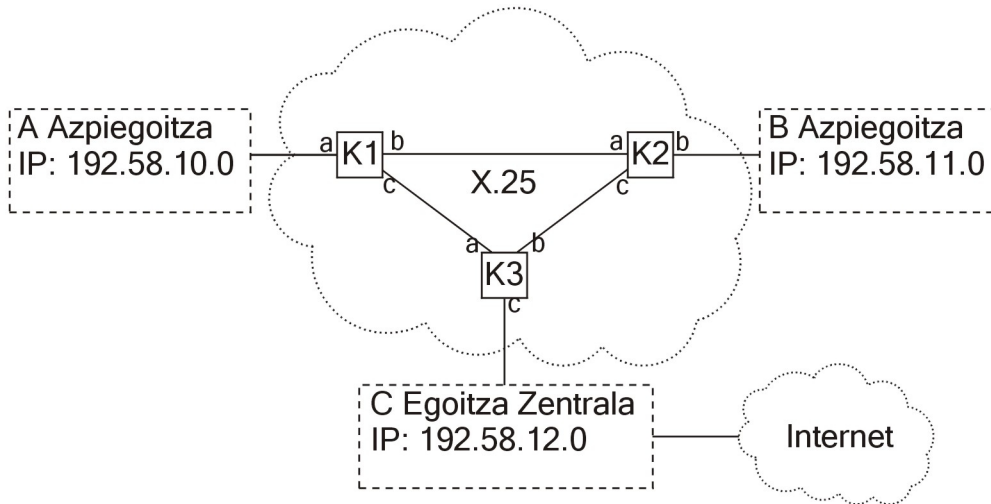 A Azpiegoitza
IP: 192.58.10.0
a
K1
b
c
X.25
a
K2
b
c
B Azpiegoitza
IP: 192.58.11.0
a
K3
b
c
C Egoitza Zentrala
IP: 192.58.12.0
Internet